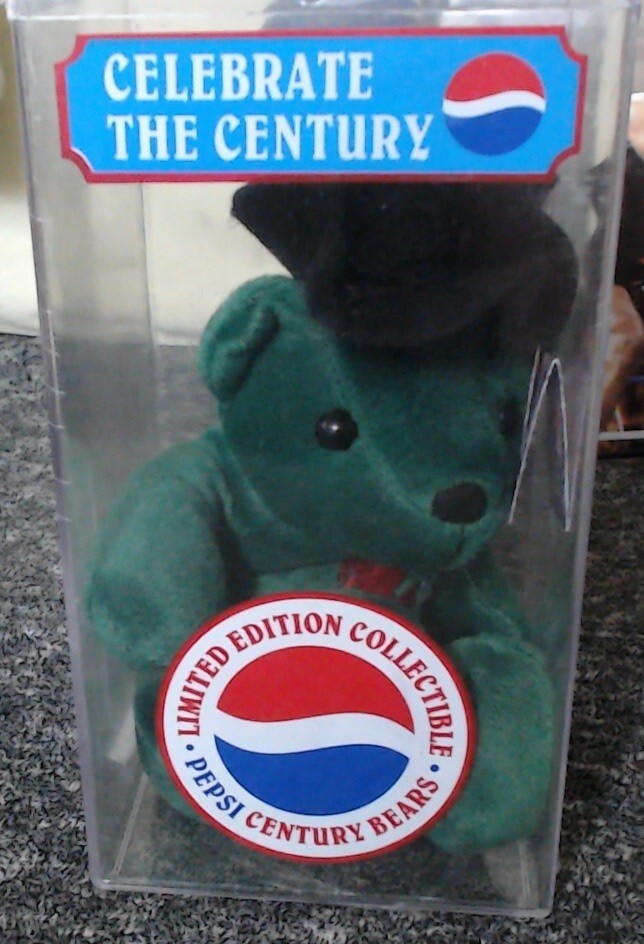 CELEBRATE
THE CENTURY
LIMITED EDITION COLLECTIBLE
• PEPSI CENTURY BEARS •